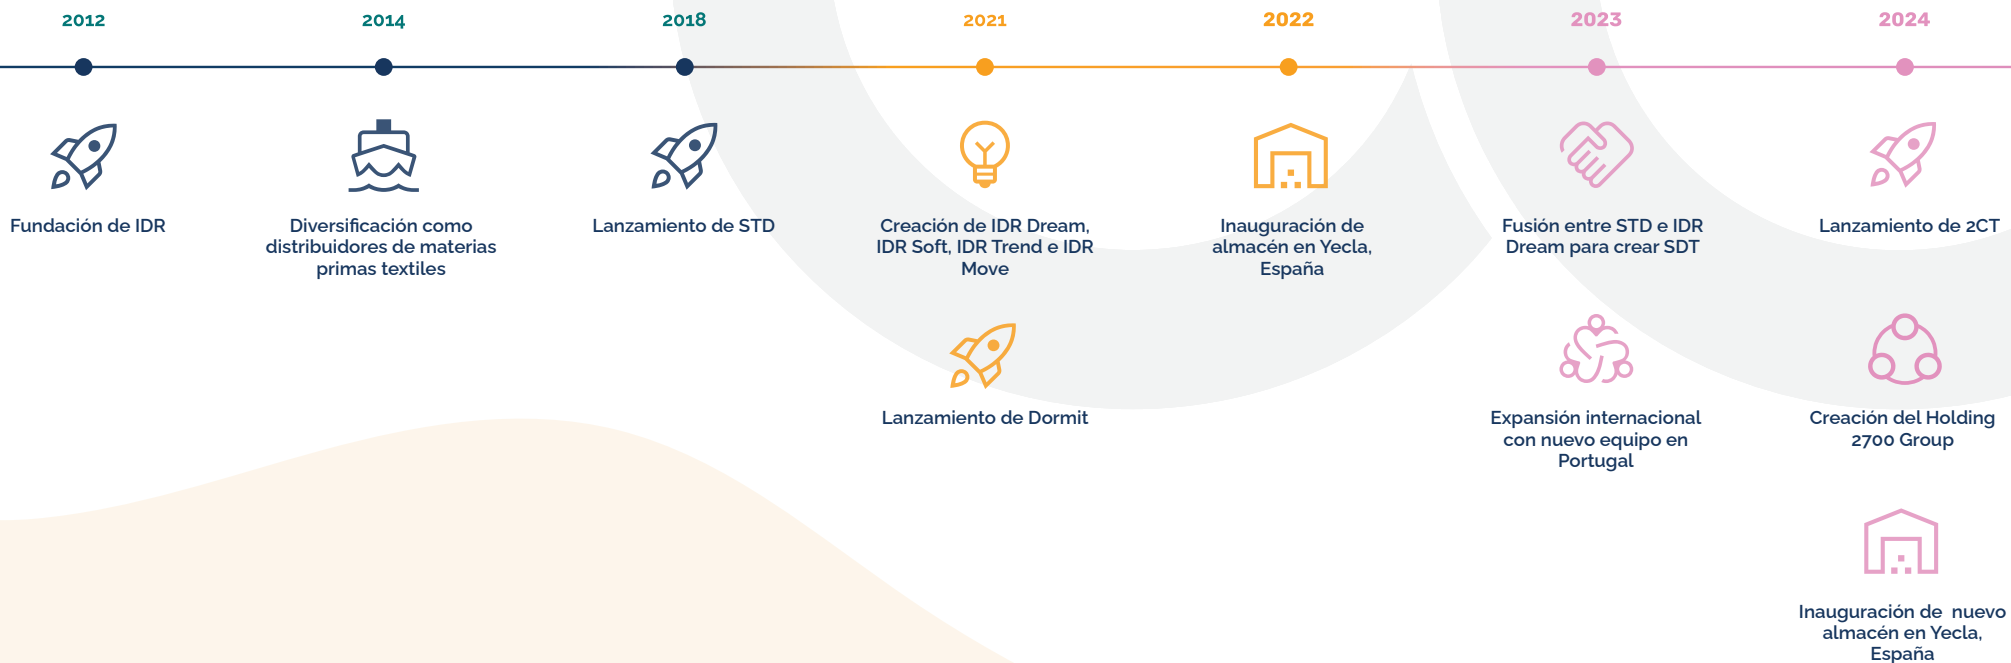 2012
2014
2018
2021
2022
2023
2024
Fundación de IDR
Diversificación como
distribuidores de materias
primas textiles
Lanzamiento de STD
Creación de IDR Dream,
IDR Soft, IDR Trend e IDR
Move
Lanzamiento de Dormit
Inauguración de
almacén en Yecla,
España
Fusión entre STD e IDR
Dream para crear SDT
Expansión internacional
con nuevo equipo en
Portugal
Lanzamiento de 2CT
Creación del Holding
2700 Group
Inauguración de nuevo
almacén en Yecla,
España